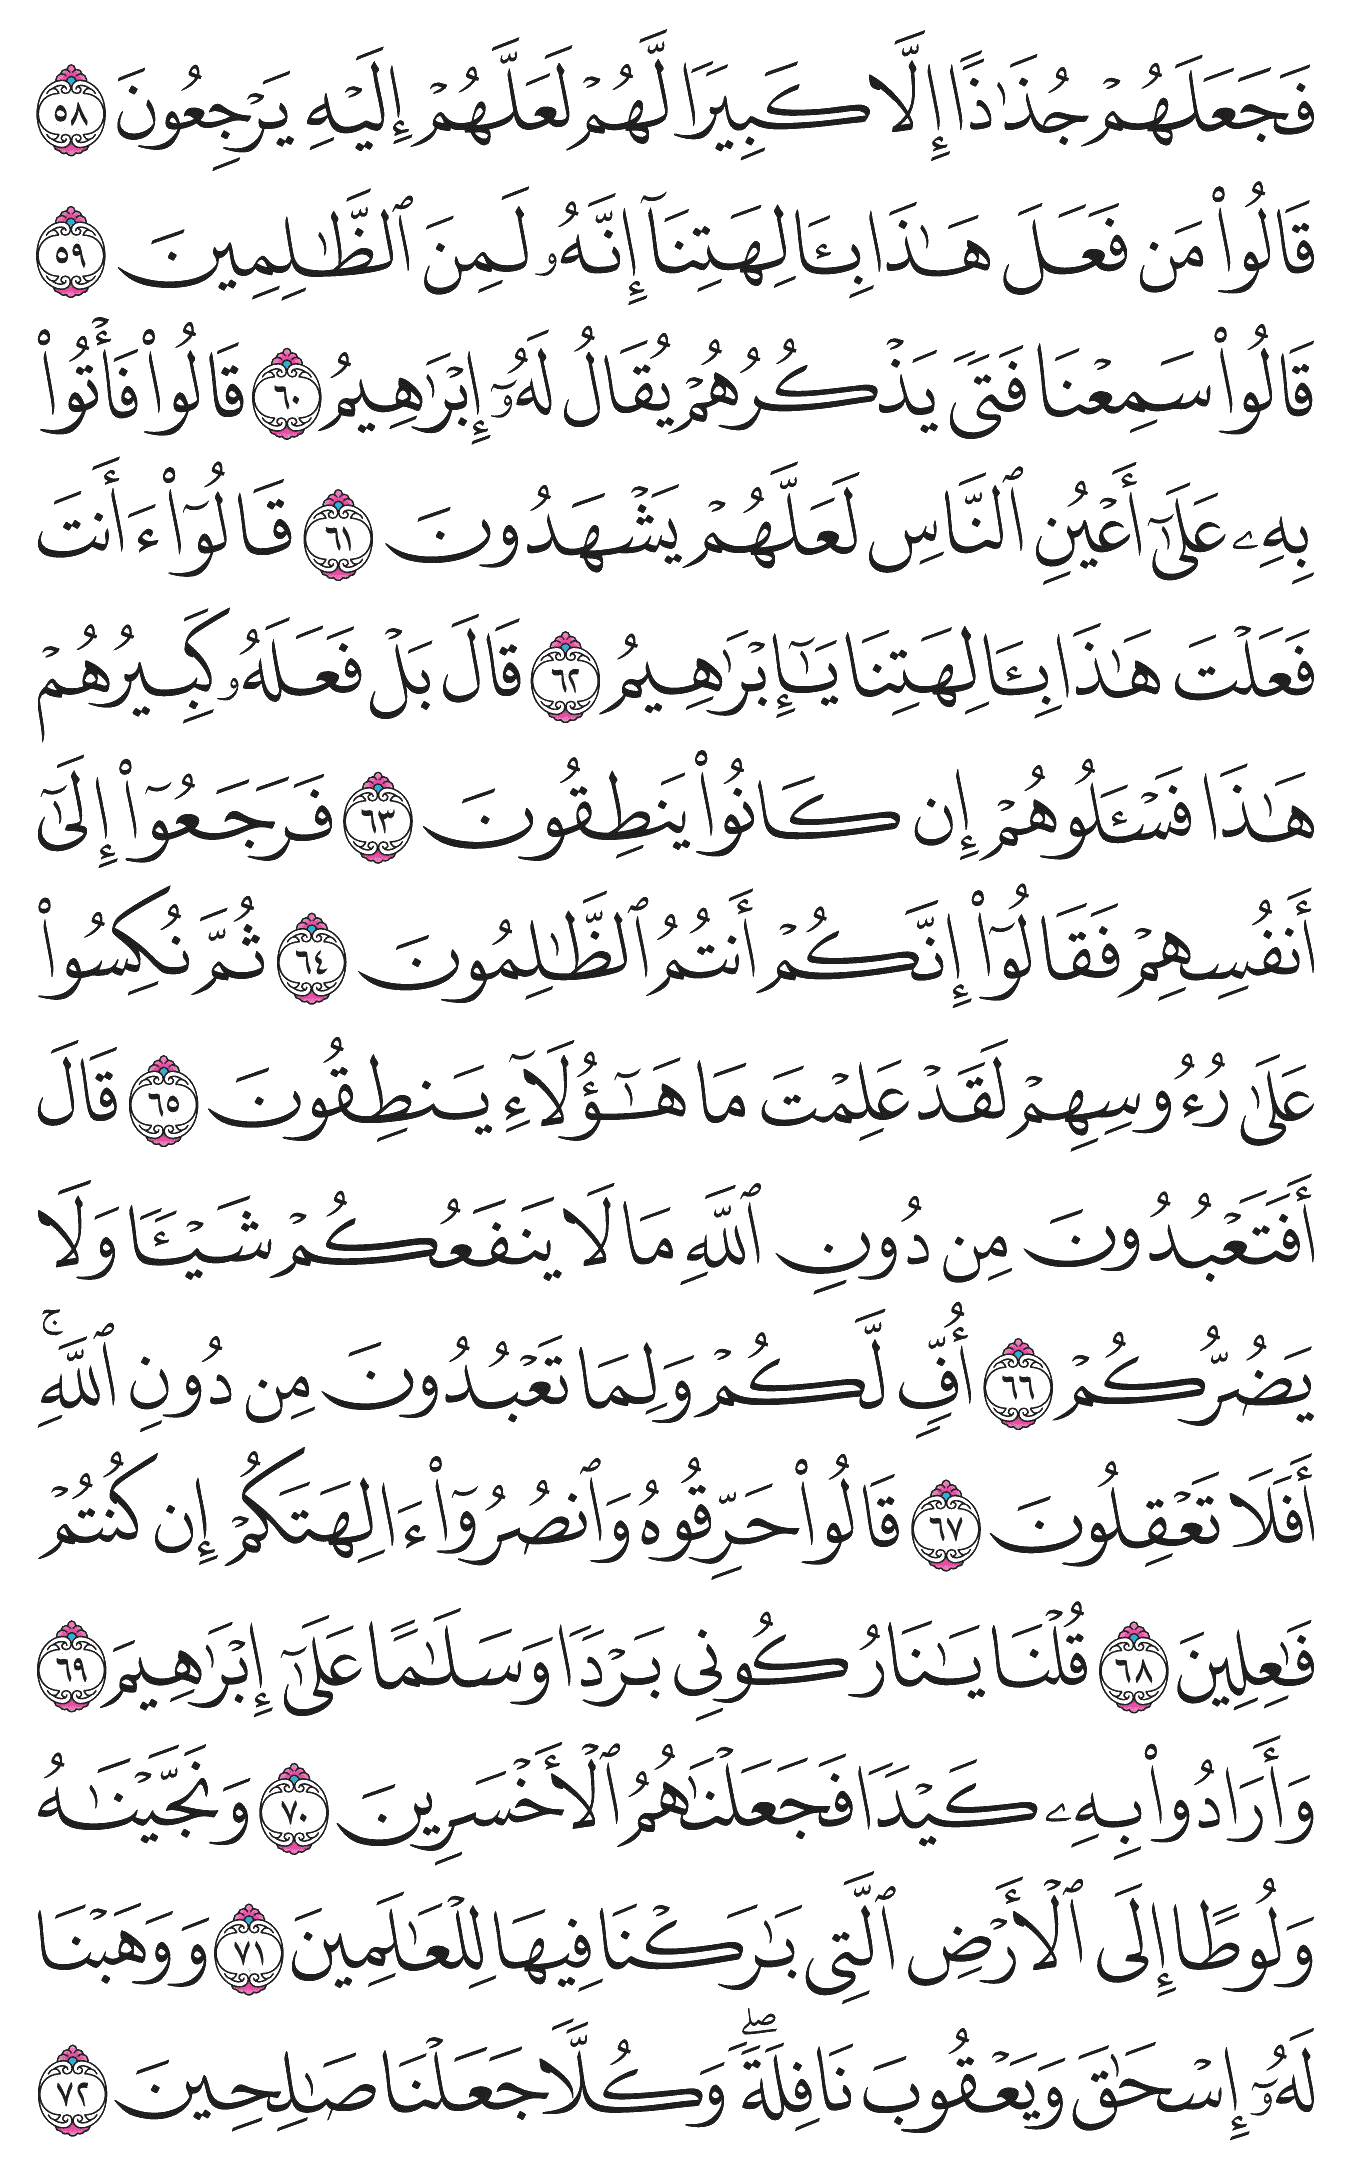 فَجَعَلَهُمْ جُذَٰذًا إِلَّا كَبِيرًا لَّهُمْ لَعَلَّهُمْ إِلَيْهِ يَرْجِعُونَ ٥٨
قَالُوا۟ مَن فَعَلَ هَـٰذَا بِـَٔالِهَتِنَآ إِنَّهُۥ لَمِنَ ٱلظَّـٰلِمِينَ ٥٩
قَالُوا۟ سَمِعْنَا فَتًى يَذْكُرُهُمْ يُقَالُ لَهُۥٓ إِبْرَٰهِيمُ ٦٠ قَالُوا۟ فَأْتُوا۟
بِهِۦ عَلَىٰٓ أَعْيُنِ ٱلنَّاسِ لَعَلَّهُمْ يَشْهَدُونَ ٦١ قَالُوٓا۟ ءَأَنتَ
فَعَلْتَ هَـٰذَا بِـَٔالِهَتِنَا يَـٰٓإِبْرَٰهِيمُ ٦٢ قَالَ بَلْ فَعَلَهُۥ كَبِيرُهُمْ
هَـٰذَا فَسْـَٔلُوهُمْ إِن كَانُوا۟ يَنطِقُونَ ٦٣ فَرَجَعُوٓا۟ إِلَىٰٓ
أَنفُسِهِمْ فَقَالُوٓا۟ إِنَّكُمْ أَنتُمُ ٱلظَّـٰلِمُونَ ٦٤ ثُمَّ نُكِسُوا۟
عَلَىٰ رُءُوسِهِمْ لَقَدْ عَلِمْتَ مَا هَـٰٓؤُلَآءِ يَنطِقُونَ ٦٥ قَالَ
أَفَتَعْبُدُونَ مِن دُونِ ٱللَّهِ مَا لَا يَنفَعُكُمْ شَيْـًٔا وَلَا
يَضُرُّكُمْ ٦٦ أُفٍّ لَّكُمْ وَلِمَا تَعْبُدُونَ مِن دُونِ ٱللَّهِ ۚ
أَفَلَا تَعْقِلُونَ ٦٧ قَالُوا۟ حَرِّقُوهُ وَٱنصُرُوٓا۟ ءَالِهَتَكُمْ إِن كُنتُمْ
فَـٰعِلِينَ ٦٨ قُلْنَا يَـٰنَارُ كُونِى بَرْدًا وَسَلَـٰمًا عَلَىٰٓ إِبْرَٰهِيمَ ٦٩
وَأَرَادُوا۟ بِهِۦ كَيْدًا فَجَعَلْنَـٰهُمُ ٱلْأَخْسَرِينَ ٧٠ وَنَجَّيْنَـٰهُ
وَلُوطًا إِلَى ٱلْأَرْضِ ٱلَّتِى بَـٰرَكْنَا فِيهَا لِلْعَـٰلَمِينَ ٧١ وَوَهَبْنَا
لَهُۥٓ إِسْحَـٰقَ وَيَعْقُوبَ نَافِلَةً ۖ وَكُلًّا جَعَلْنَا صَـٰلِحِينَ ٧٢